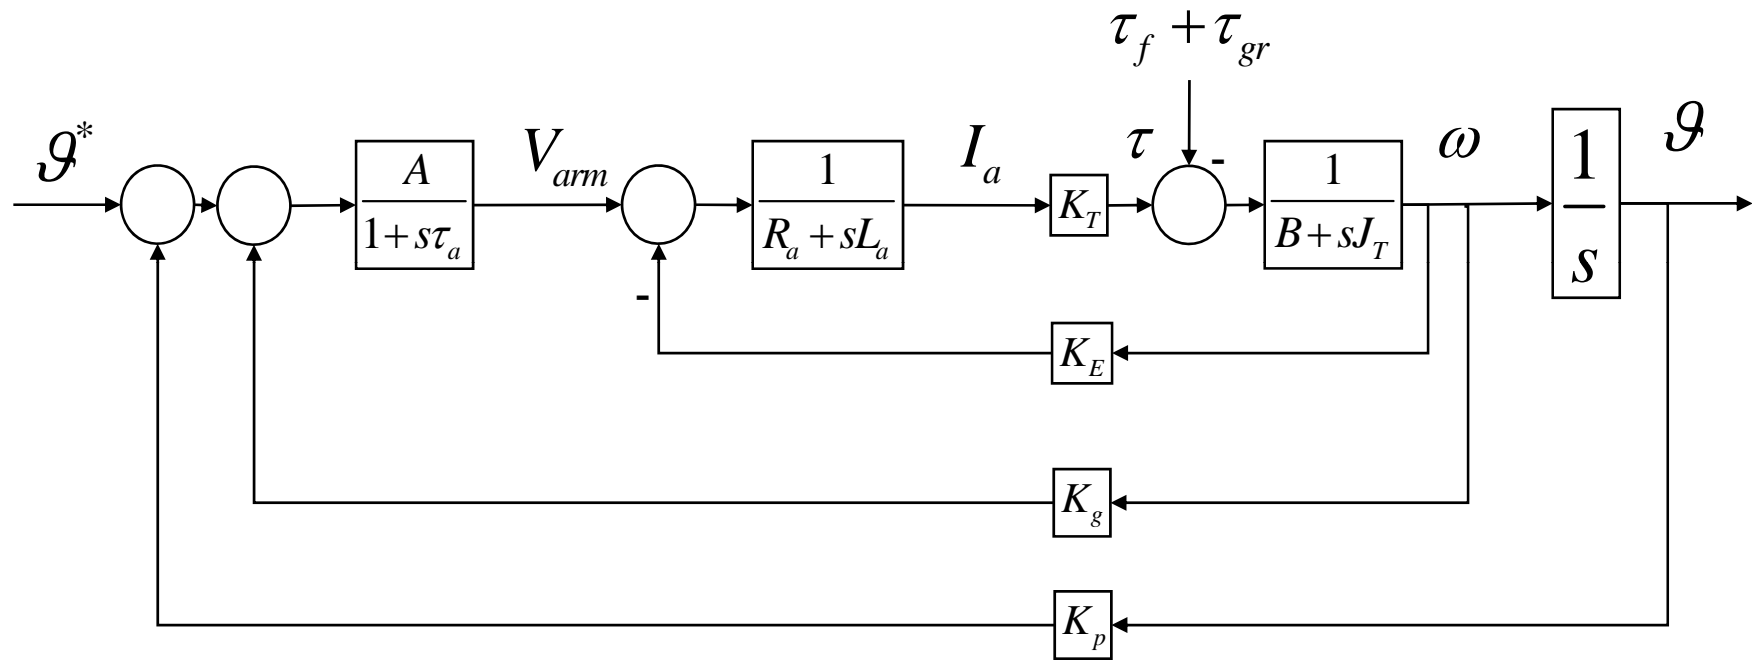 τ_f + τ_gr
ϑ*
A
1+sτ_a
V_arm
1
R_a + sL_a
I_a
K_T
τ
-
1
B+sJ_T
ω
1
s
ϑ
-
K_E
K_g
K_p